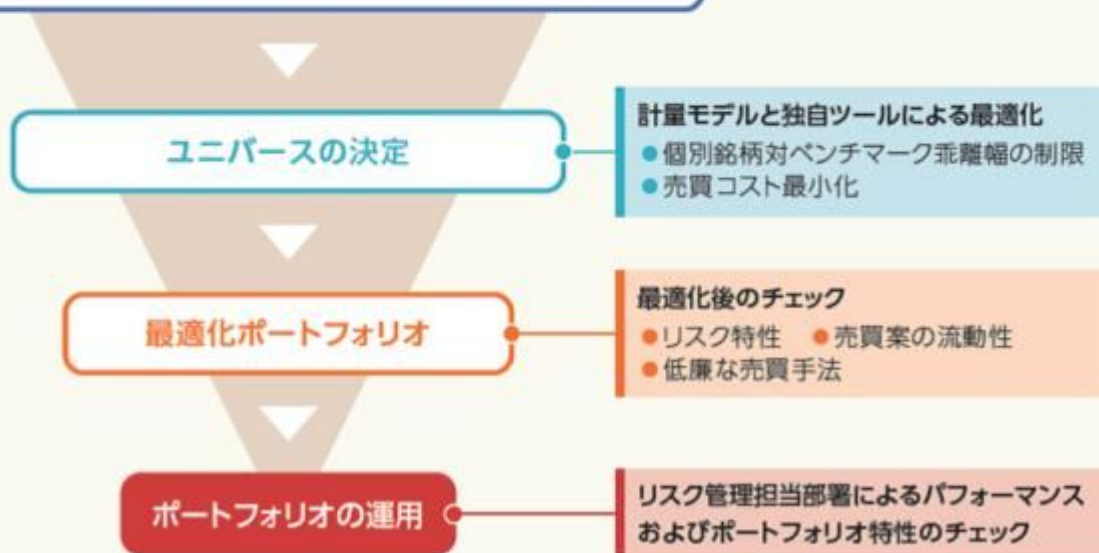 ユニバースの決定
計量モデルと独自ツールによる最適化
●個別銘柄対ベンチマーク乖離幅の制限
●売買コスト最小化
最適化ポートフォリオ
最適化後のチェック
●リスク特性 ●売買案の流動性
●低廉な売買手法
ポートフォリオの運用
リスク管理担当部署によるパフォーマンス
およびポートフォリオ特性のチェック